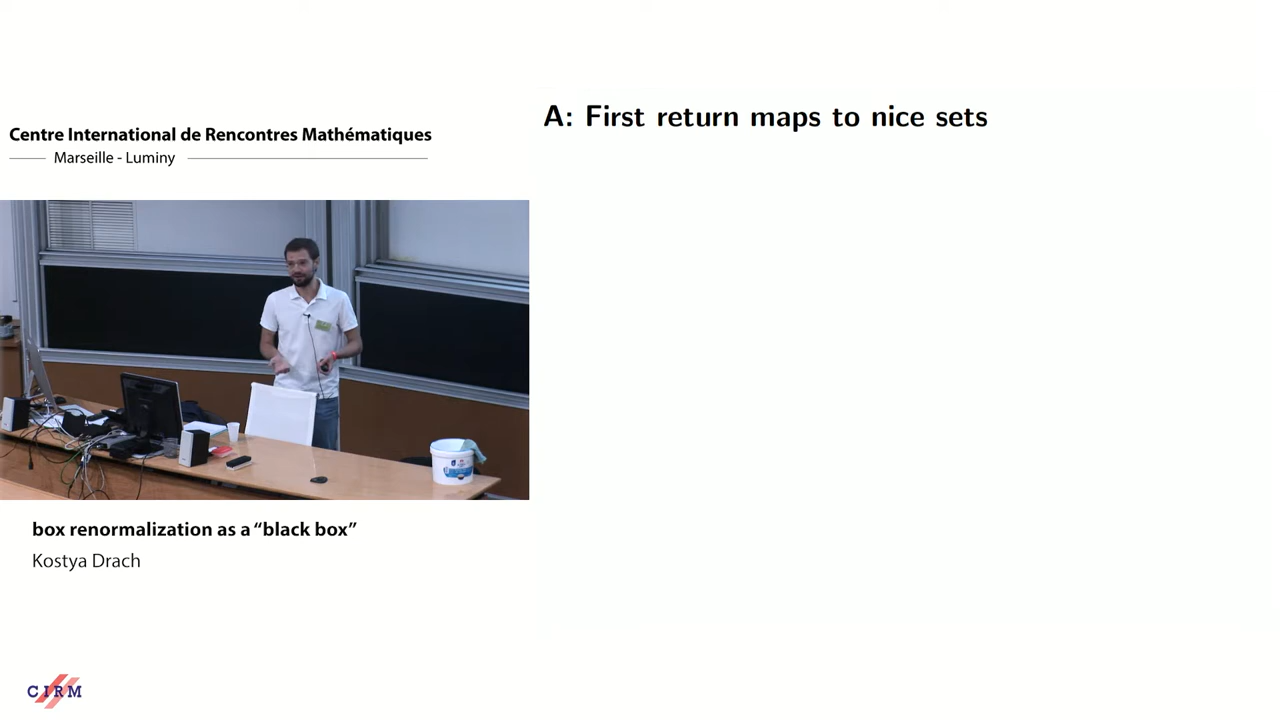 Centre International de Rencontres Mathématiques
Marseille - Luminy
box renormalization as a “black box”
Kostya Drach
CIRM
A: First return maps to nice sets